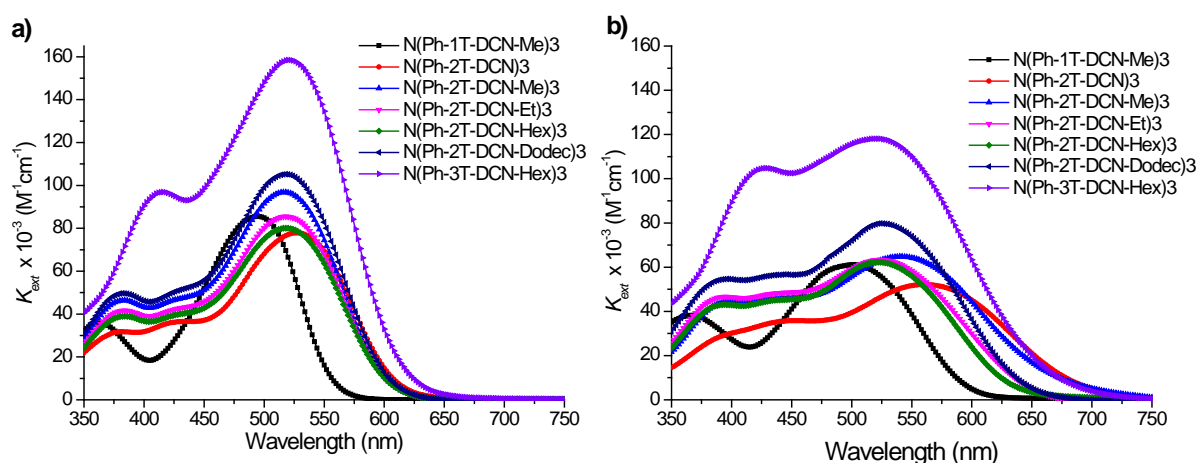 a)
K_ext x 10⁻³ (M⁻¹cm⁻¹)
160
140
120
100
80
60
40
20
0
350 400 450 500 550 600 650 700 750
Wavelength (nm)
N(Ph-1T-DCN-Me)3
N(Ph-2T-DCN)3
N(Ph-2T-DCN-Me)3
N(Ph-2T-DCN-Et)3
N(Ph-2T-DCN-Hex)3
N(Ph-2T-DCN-Dodec)3
N(Ph-3T-DCN-Hex)3
b)
K_ext x 10⁻³ (M⁻¹cm⁻¹)
160
140
120
100
80
60
40
20
0
350 400 450 500 550 600 650 700 750
Wavelength (nm)
N(Ph-1T-DCN-Me)3
N(Ph-2T-DCN)3
N(Ph-2T-DCN-Me)3
N(Ph-2T-DCN-Et)3
N(Ph-2T-DCN-Hex)3
N(Ph-2T-DCN-Dodec)3
N(Ph-3T-DCN-Hex)3